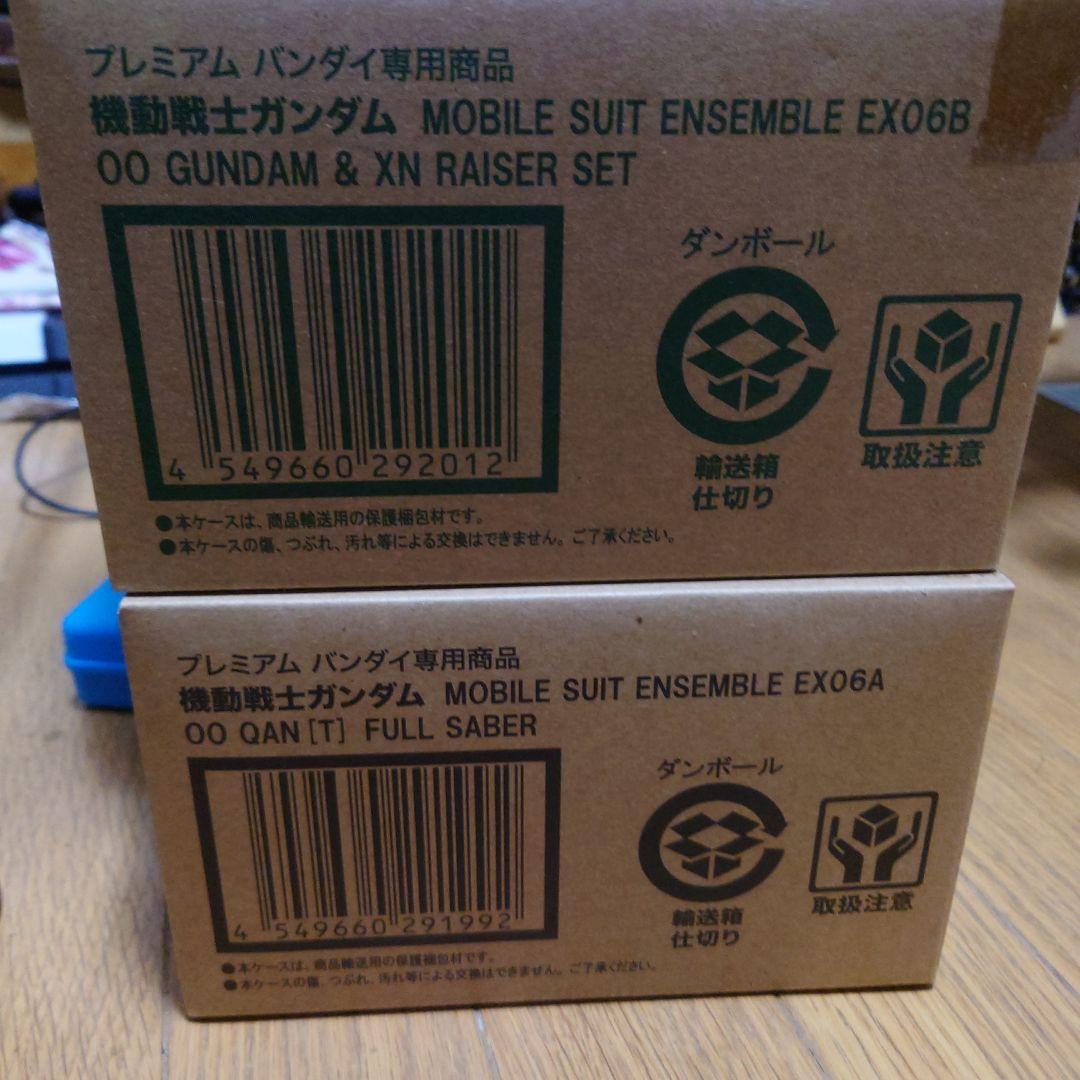 プレミアム バンダイ専用商品
機動戦士ガンダム MOBILE SUIT ENSEMBLE EX06B
OO GUNDAM & XN RAISER SET
ダンボール
輸送箱
仕切り
取扱注意
4 549660 292012
●本ケースは、商品輸送用の保護梱包材です。
●本ケースの傷、つぶれ、汚れ等による交換はできません。ご了承ください。
プレミアム バンダイ専用商品
機動戦士ガンダム MOBILE SUIT ENSEMBLE EX06A
OO QAN [T] FULL SABER
ダンボール
輸送箱
仕切り
取扱注意
4 549660 291992
●本ケースは、商品輸送用の保護梱包材です。
●本ケースの傷、つぶれ、汚れ等による交換はできません。ご了承ください。